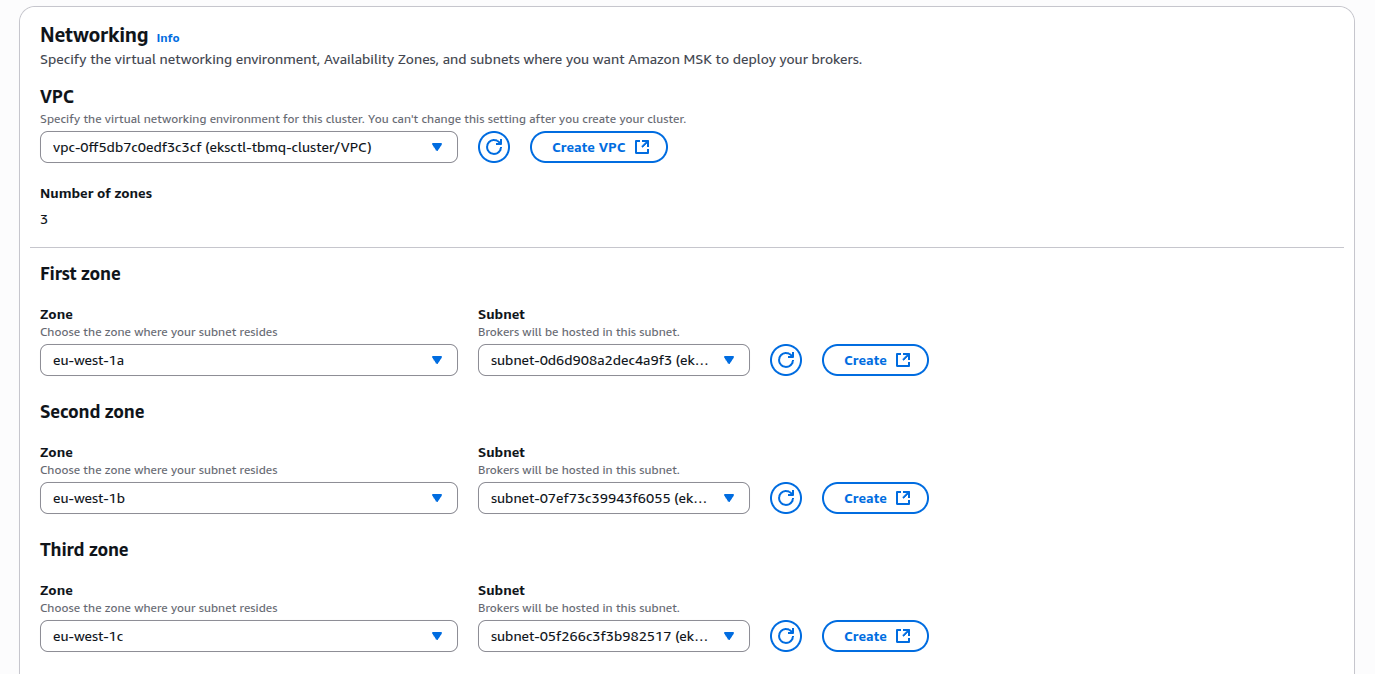 Networking Info
Specify the virtual networking environment, Availability Zones, and subnets where you want Amazon MSK to deploy your brokers.
VPC
Specify the virtual networking environment for this cluster. You can't change this setting after you create your cluster.
vpc-0ff5db7c0edf3c3cf (eksctl-tbmq-cluster/VPC)
Create VPC
Number of zones
3
First zone
Zone
Choose the zone where your subnet resides
eu-west-1a
Subnet
Brokers will be hosted in this subnet.
subnet-0d6d908a2dec4a9f3 (ek...
Create
Second zone
Zone
Choose the zone where your subnet resides
eu-west-1b
Subnet
Brokers will be hosted in this subnet.
subnet-07ef73c39943f6055 (ek...
Create
Third zone
Zone
Choose the zone where your subnet resides
eu-west-1c
Subnet
Brokers will be hosted in this subnet.
subnet-05f266c3f3b982517 (ek...
Create